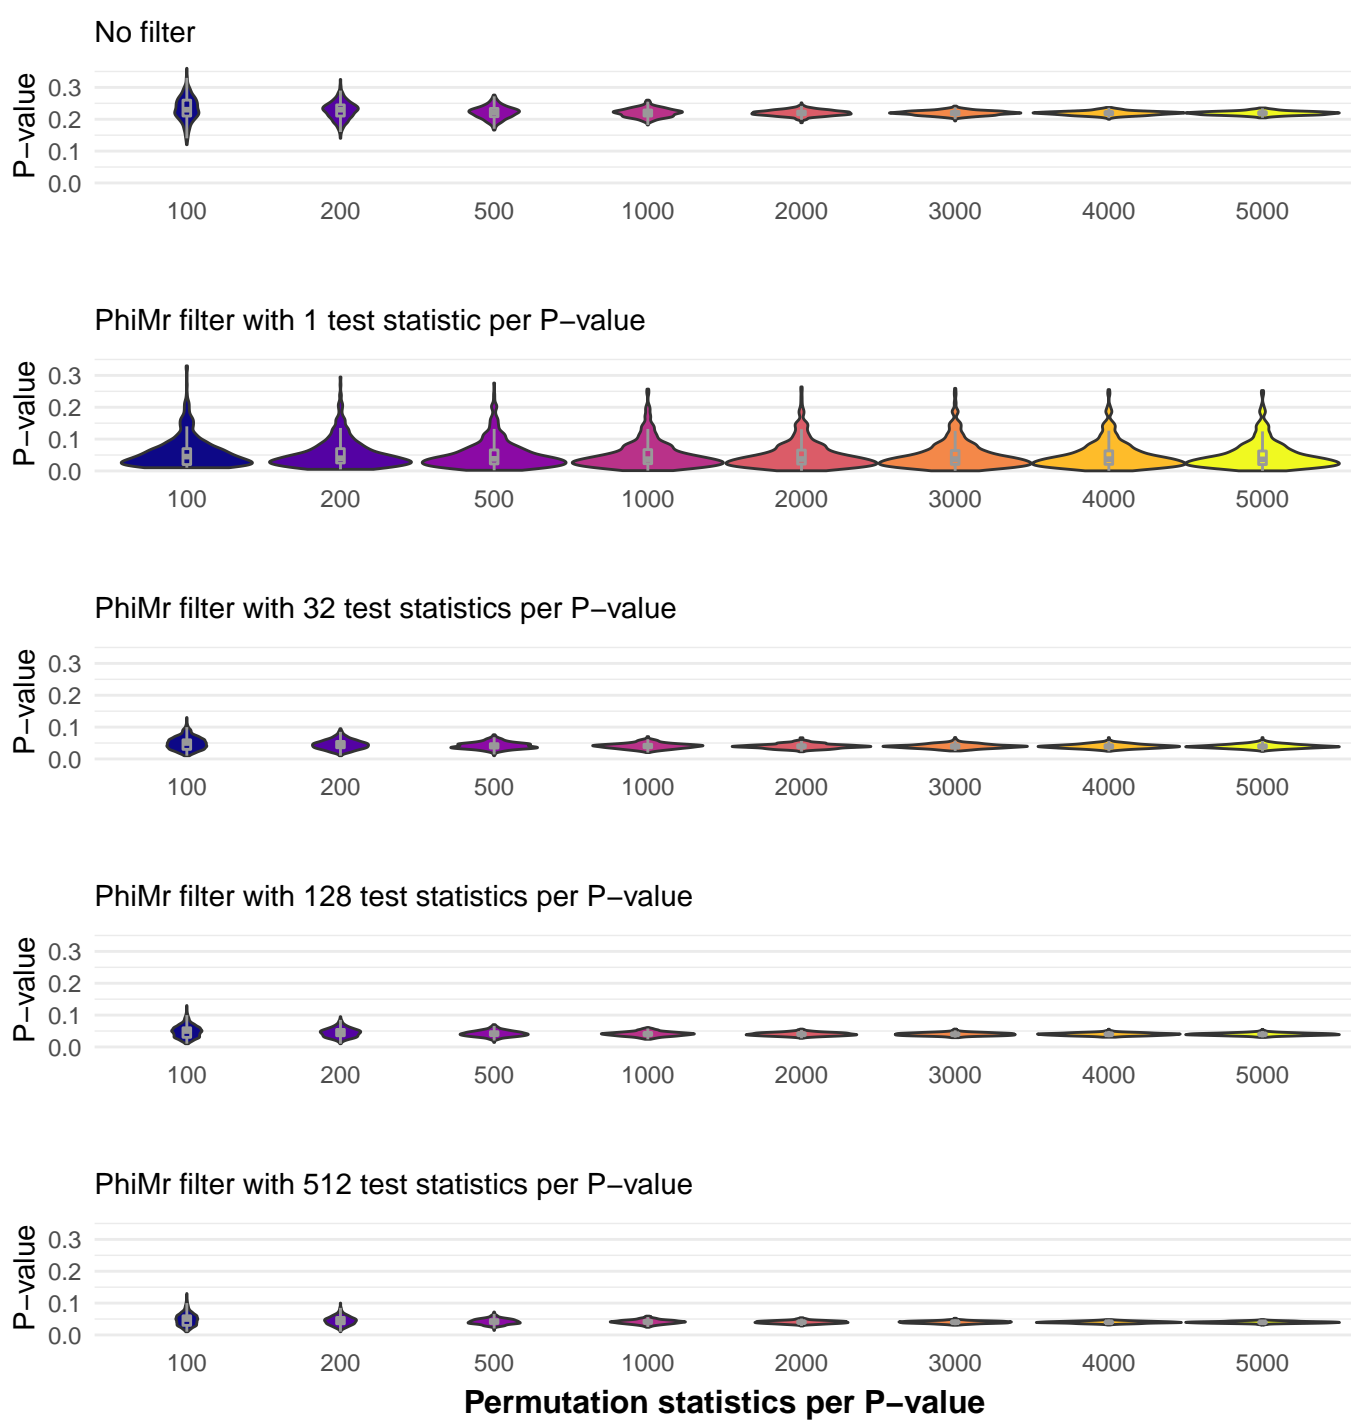 No filter
P−value
0.3
0.2
0.1
0.0
100 200 500 1000 2000 3000 4000 5000
PhiMr filter with 1 test statistic per P−value
P−value
0.3
0.2
0.1
0.0
100 200 500 1000 2000 3000 4000 5000
PhiMr filter with 32 test statistics per P−value
P−value
0.3
0.2
0.1
0.0
100 200 500 1000 2000 3000 4000 5000
PhiMr filter with 128 test statistics per P−value
P−value
0.3
0.2
0.1
0.0
100 200 500 1000 2000 3000 4000 5000
PhiMr filter with 512 test statistics per P−value
P−value
0.3
0.2
0.1
0.0
100 200 500 1000 2000 3000 4000 5000
Permutation statistics per P−value